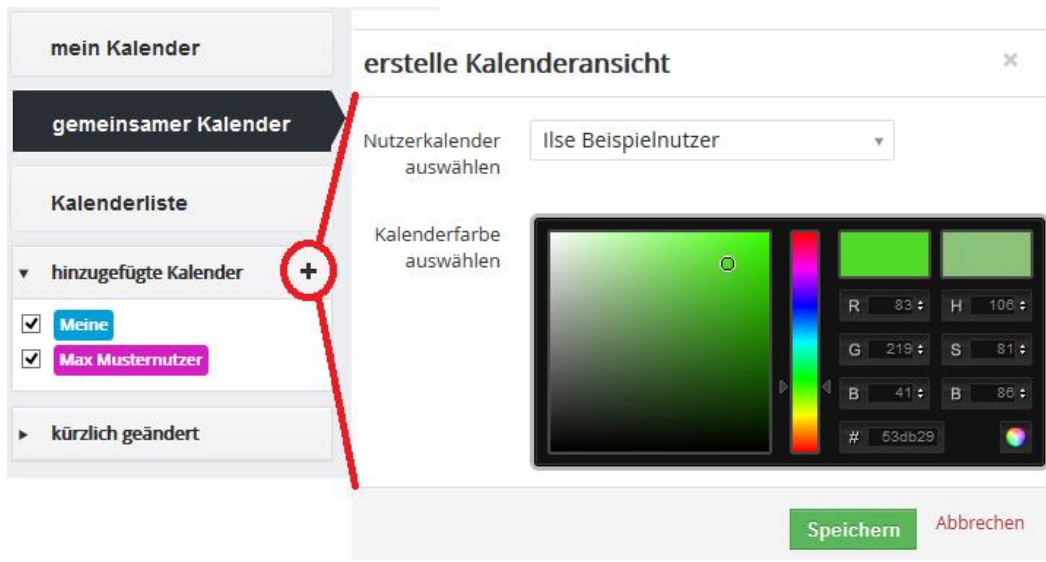 mein Kalender
gemeinsamer Kalender
Kalenderliste
hinzugefügte Kalender +
Meine
Max Musternutzer
kürzlich geändert
erstelle Kalenderansicht ×
Nutzerkalender
auswählen
Ilse Beispielnutzer
Kalenderfarbe
auswählen
R 83 H 106
G 219 S 81
B 41 B 86
# 53db29
Speichern Abbrechen